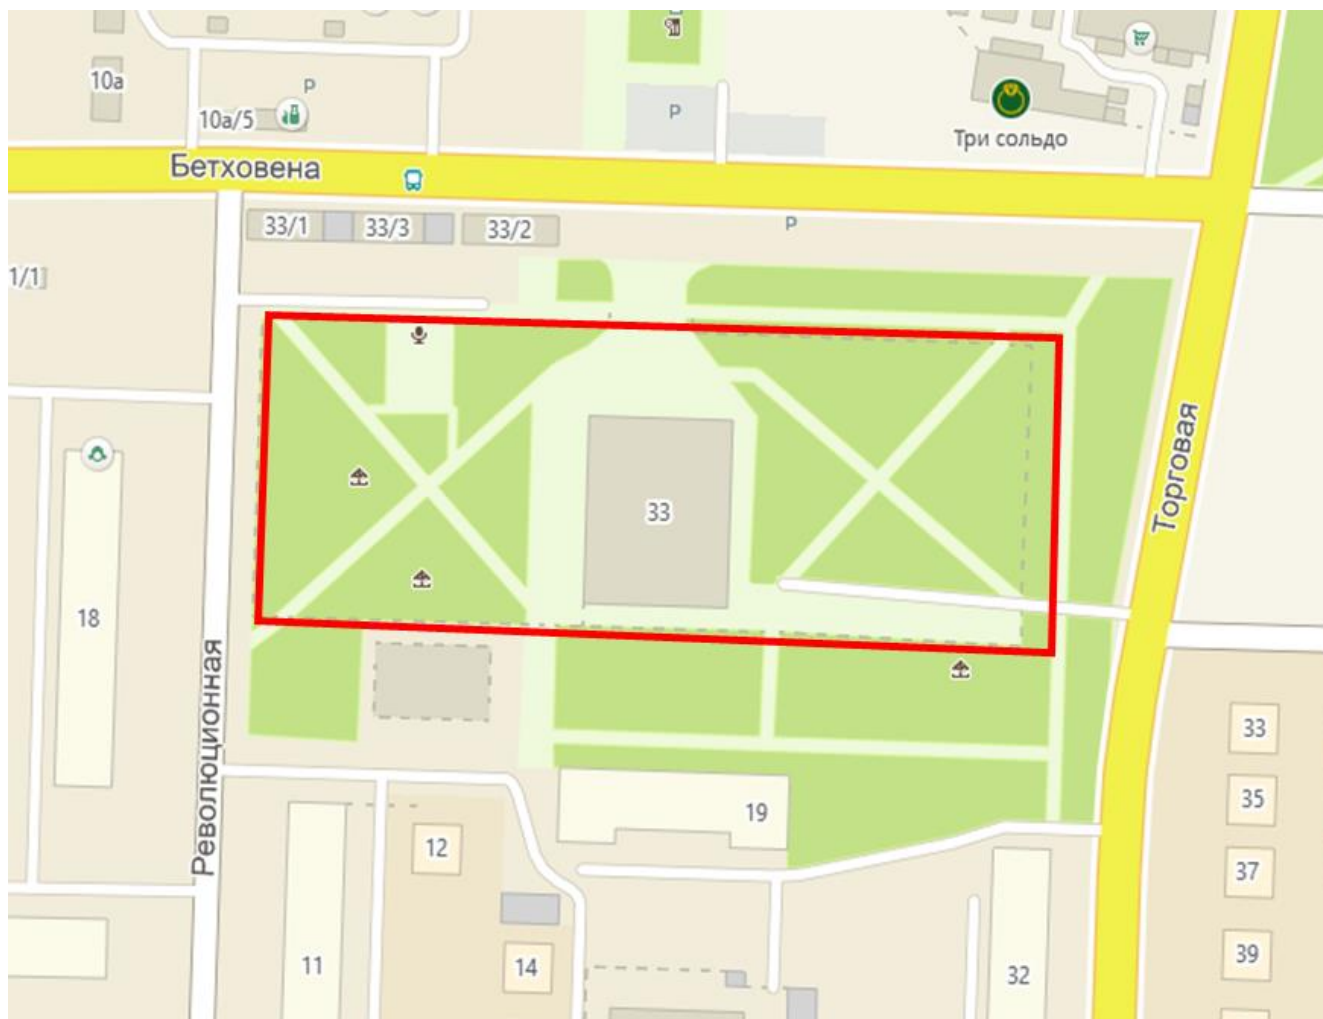 10а
Р
10а/5
Р
Три сольдо
Бетховена
33/1
33/3
33/2
Р
1/1
33
Торговая
18
Революционная
33
19
35
12
37
39
11
14
32